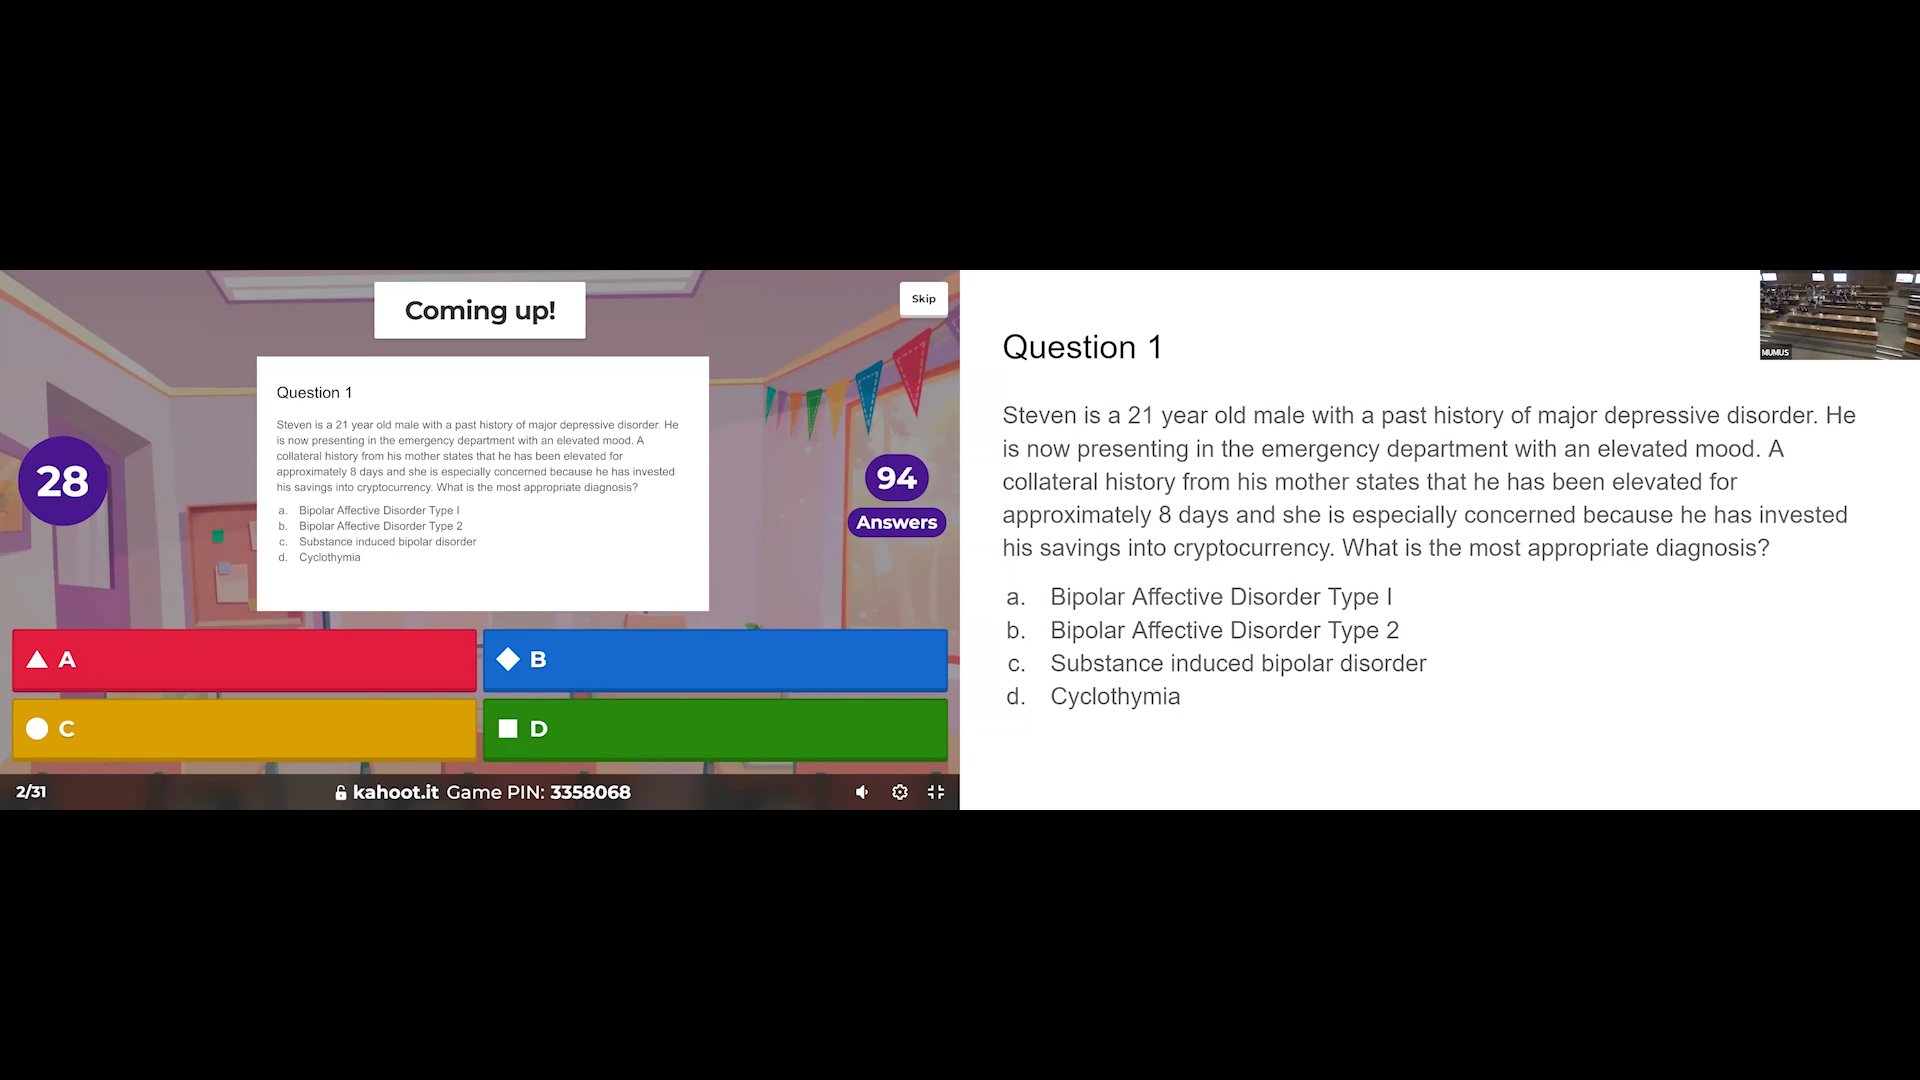 Coming up!
Skip
Question 1
Steven is a 21 year old male with a past history of major depressive disorder. He
is now presenting in the emergency department with an elevated mood. A
collateral history from his mother states that he has been elevated for
approximately 8 days and she is especially concerned because he has invested
his savings into cryptocurrency. What is the most appropriate diagnosis?
a. Bipolar Affective Disorder Type I
b. Bipolar Affective Disorder Type 2
c. Substance induced bipolar disorder
d. Cyclothymia
28
94
Answers
A
B
C
D
2/31
kahoot.it Game PIN: 3358068
Question 1
Steven is a 21 year old male with a past history of major depressive disorder. He
is now presenting in the emergency department with an elevated mood. A
collateral history from his mother states that he has been elevated for
approximately 8 days and she is especially concerned because he has invested
his savings into cryptocurrency. What is the most appropriate diagnosis?
a. Bipolar Affective Disorder Type I
b. Bipolar Affective Disorder Type 2
c. Substance induced bipolar disorder
d. Cyclothymia
MUMUS